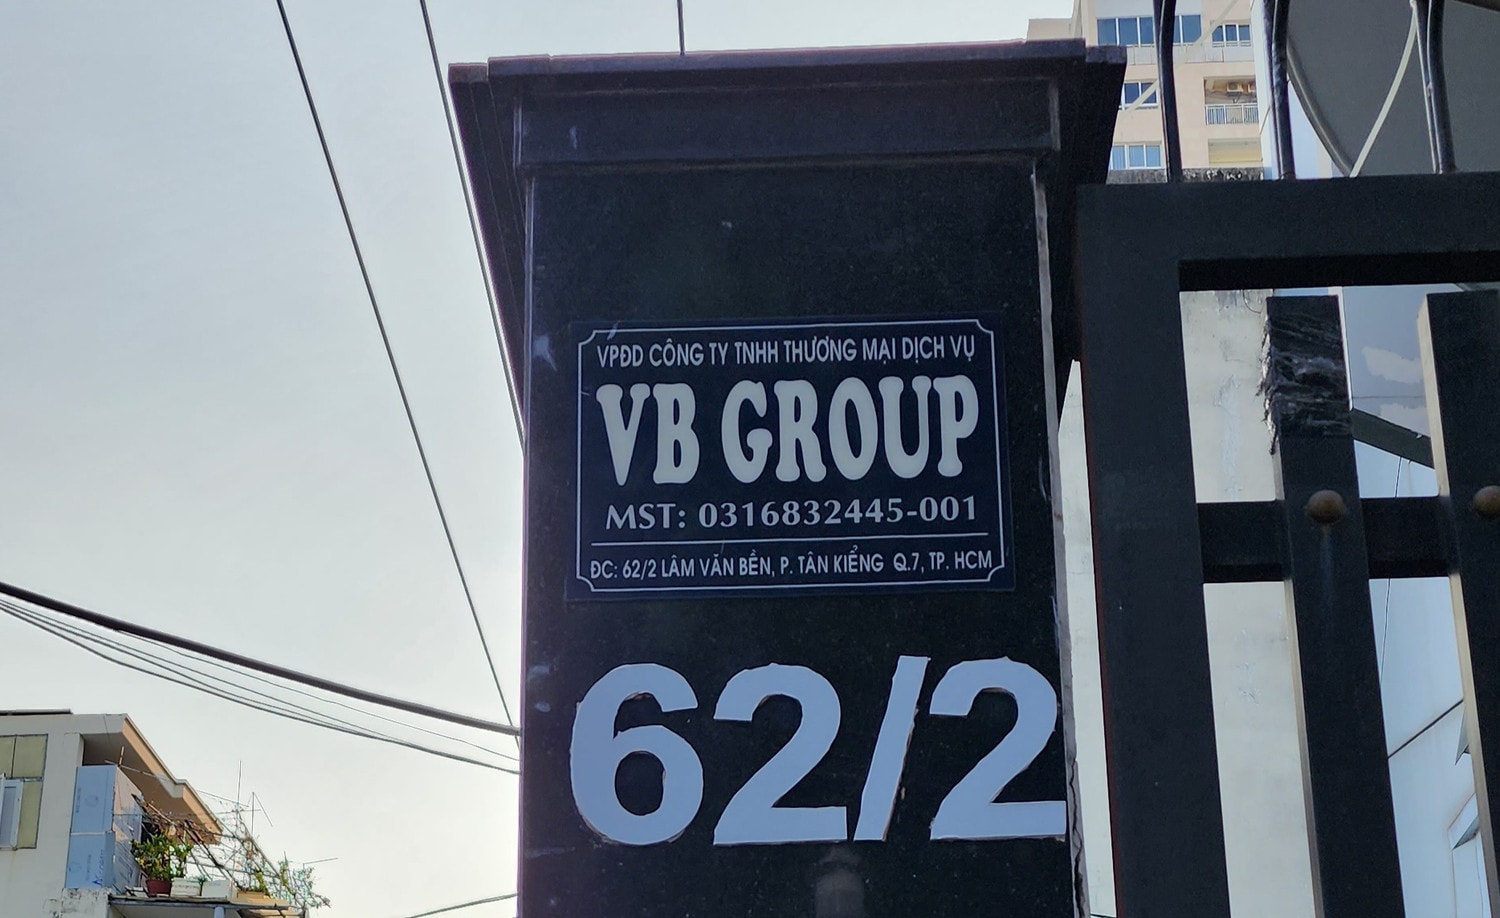 VPĐD CÔNG TY TNHH THƯƠNG MẠI DỊCH VỤ
VB GROUP
MST: 0316832445-001
ĐC: 62/2 LÂM VĂN BỀN, P. TÂN KIỂNG Q.7, TP. HCM
62/2